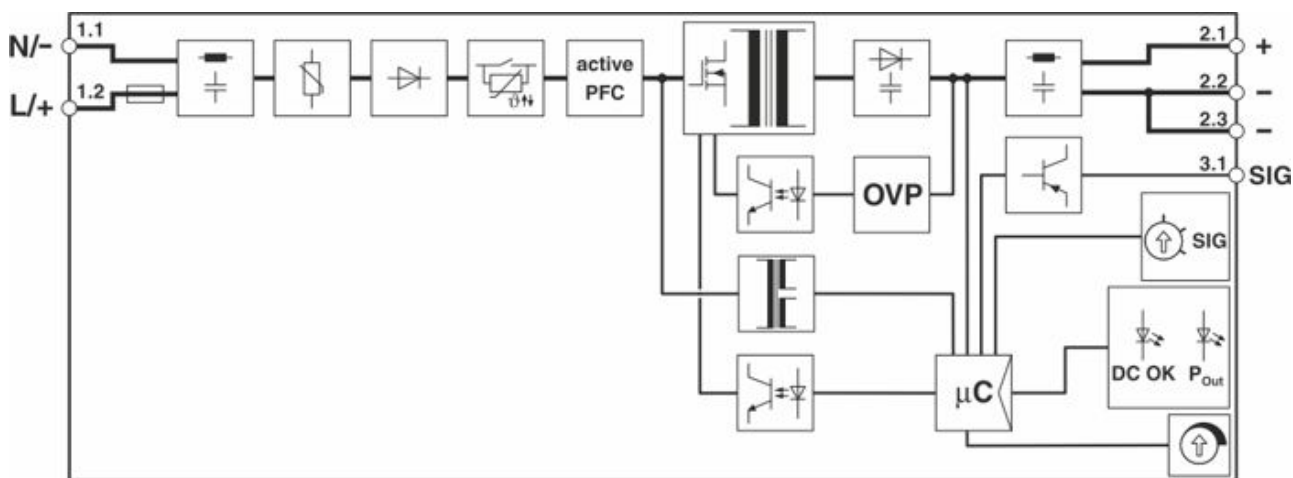 N/-
1.1
L/+
1.2
active
PFC
2.1
+
2.2
−
2.3
−
3.1
SIG
OVP
SIG
μC
DC OK
POut
ϑ